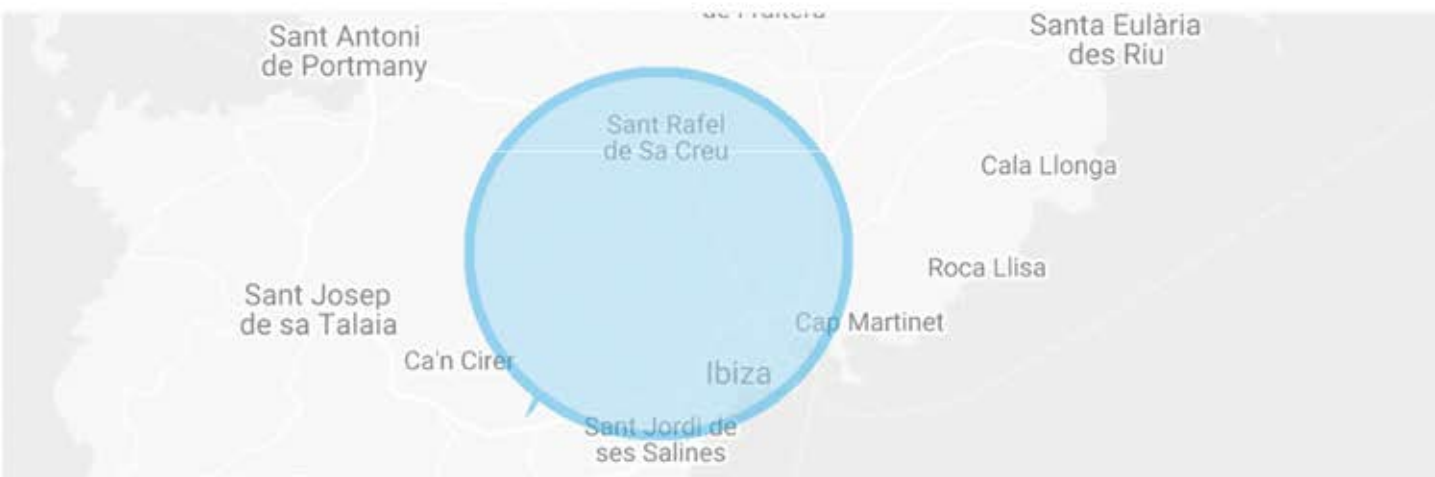 Sant Antoni
de Portmany
Santa Eulària
des Riu
Sant Rafel
de Sa Creu
Cala Llonga
Roca Llisa
Sant Josep
de sa Talaia
Cap Martinet
Ca'n Cirer
Ibiza
Sant Jordi de
ses Salines